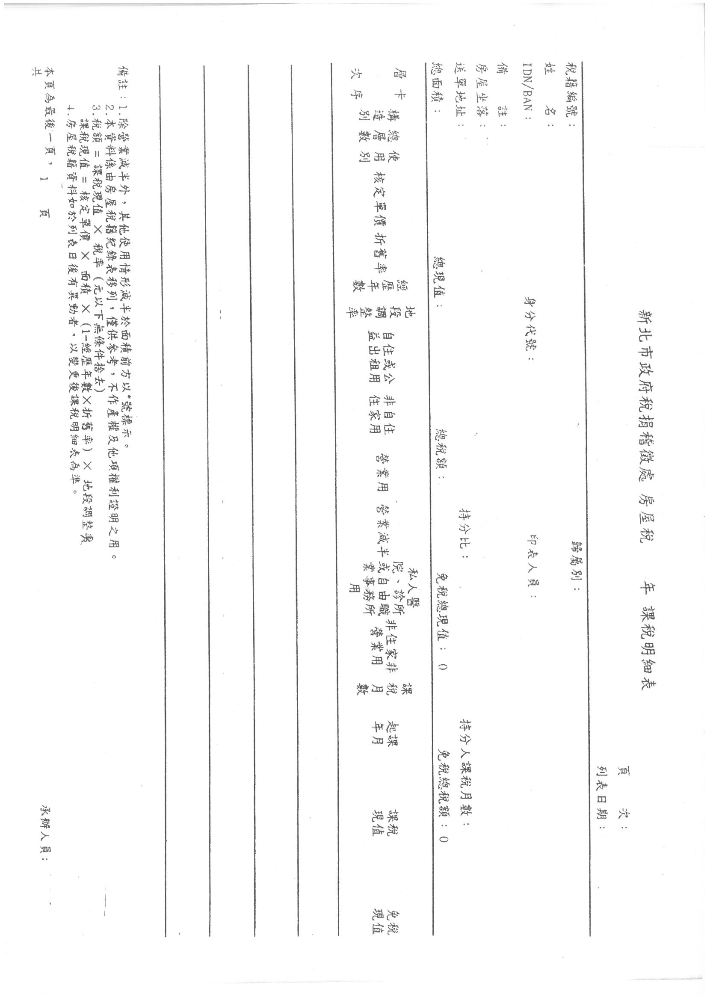 新北市政府稅捐稽徵處 房屋稅 年 課稅明細表
頁 次：
列表日期：
稅籍編號： 歸屬別：
姓 名：
IDN/BAN： 身分代號： 印表人員：
備 註：
房屋坐落：
送單地址： 持分比： 持分人課稅月數：
總面積： 總現值： 總稅額： 免稅總現值： 0 免稅總稅額：0
層次
卡序
構造別
總層數
使用別
核定單價
折舊率
經歷年數
地段調整率
自住或公益出租用
非自住住家用
營業用
營業減半
私人醫院、診所或自由職業事務所用
非住家非營業用
課稅月數
起課年月
課稅現值
免稅現值
備註：1.除營業減半外，其他使用情形減半於面積前方以*號標示。
2.本資料係由房屋稅籍紀錄表移列，僅供參考，不作產權及他項權利證明之用。
3.稅額 = 課稅現值 X 稅率 (元以下無條件捨去)
課稅現值 = 核定單價 X 面積 X (1-經歷年數X折舊率) X 地段調整率
4.房屋稅籍資料如於列表日後有異動者，以變更後課稅明細表為準。
本頁為最後一頁，
共 1 頁
承辦人員：